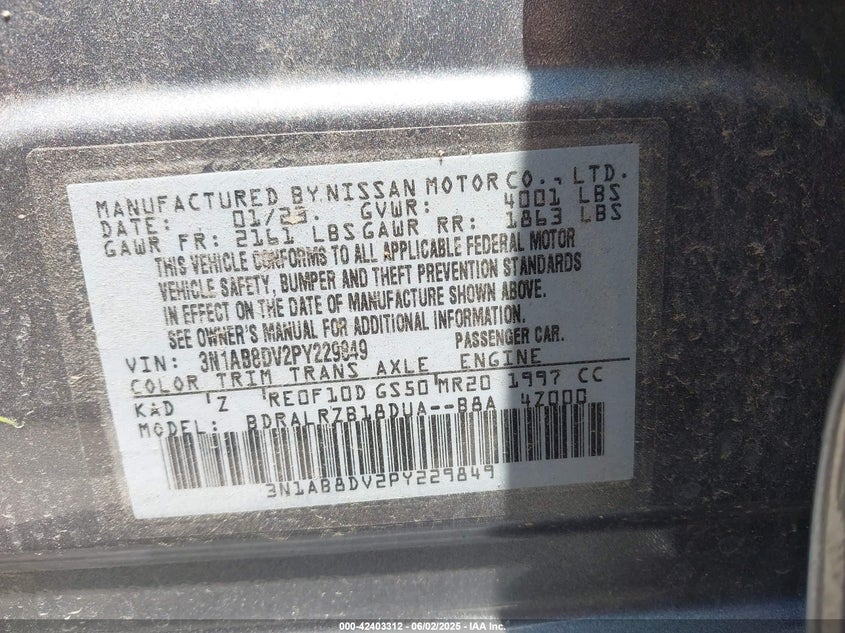 MANUFACTURED BY NISSAN MOTOR CO., LTD.
DATE: 01/23. GVWR: 4001 LBS
GAWR FR: 2161 LBS GAWR RR: 1863 LBS
THIS VEHICLE CONFORMS TO ALL APPLICABLE FEDERAL MOTOR
VEHICLE SAFETY, BUMPER AND THEFT PREVENTION STANDARDS
IN EFFECT ON THE DATE OF MANUFACTURE SHOWN ABOVE.
SEE OWNER'S MANUAL FOR ADDITIONAL INFORMATION.
VIN: 3N1AB8DV2PY229849 PASSENGER CAR.
COLOR TRIM TRANS AXLE ENGINE
KAD 'Z 'RE0F10D GS50 MR20 1997 CC
MODEL: BDRALRZB18DUA--B8A 4Z000
3N1AB8DV2PY229849
000-42403312 - 06/02/2025 - IAA Inc.